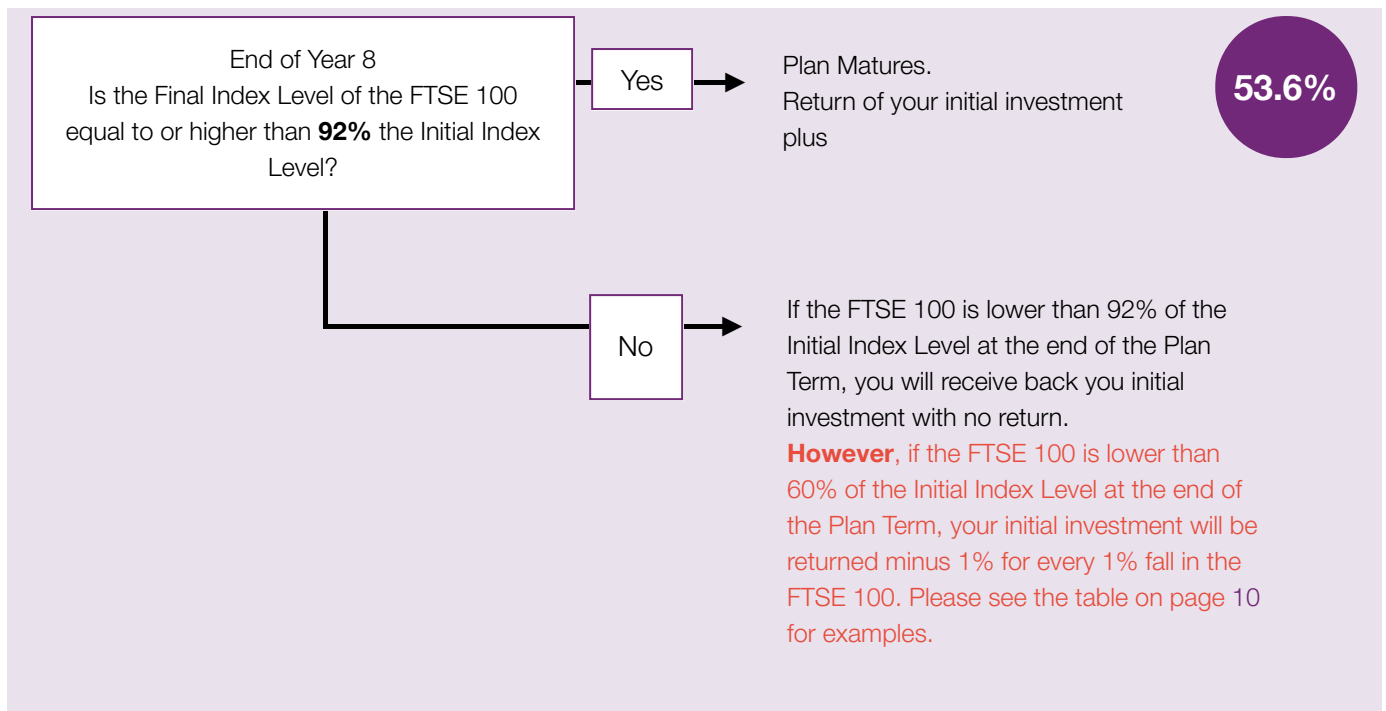 End of Year 8
Is the Final Index Level of the FTSE 100
equal to or higher than 92% the Initial Index
Level?
Yes
Plan Matures.
Return of your initial investment
plus
53.6%
No
If the FTSE 100 is lower than 92% of the
Initial Index Level at the end of the Plan
Term, you will receive back you initial
investment with no return.
However, if the FTSE 100 is lower than
60% of the Initial Index Level at the end of
the Plan Term, your initial investment will be
returned minus 1% for every 1% fall in the
FTSE 100. Please see the table on page 10
for examples.